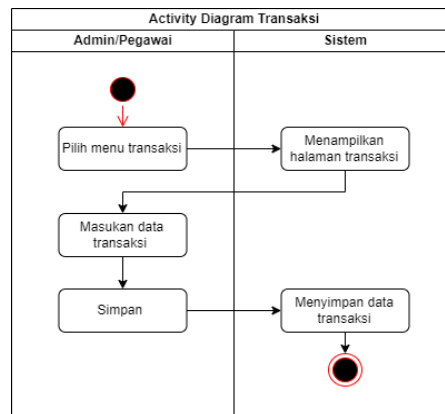 Activity Diagram Transaksi
Admin/Pegawai
Sistem
Pilih menu transaksi
Menampilkan
halaman transaksi
Masukan data
transaksi
Simpan
Menyimpan data
transaksi